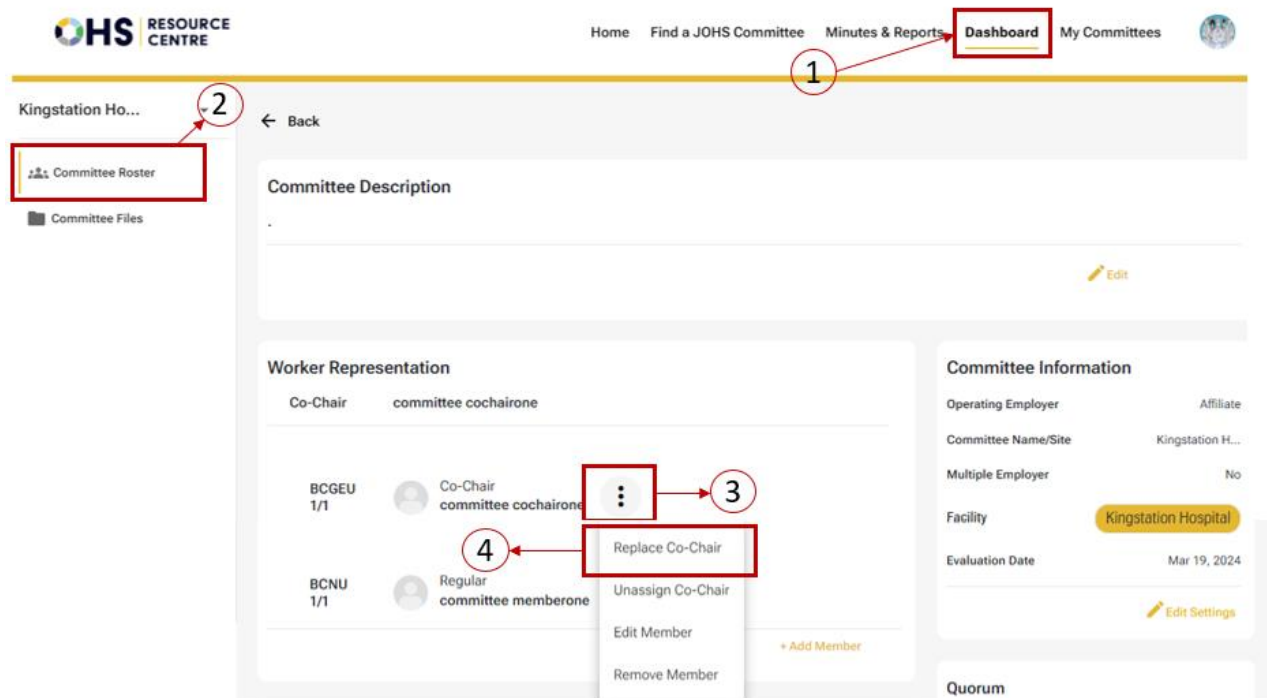 OHS RESOURCE CENTRE
Home Find a JOHS Committee Minutes & Reports Dashboard My Committees
1
Kingstation Ho...
2
Back
Committee Roster
Committee Files
Committee Description
.
Edit
Worker Representation
Co-Chair committee cochairone
BCGEU 1/1
Co-Chair
committee cochairone
3
4
Replace Co-Chair
Unassign Co-Chair
Edit Member
Remove Member
BCNU 1/1
Regular
committee memberone
+ Add Member
Committee Information
Operating Employer Affiliate
Committee Name/Site Kingstation H...
Multiple Employer No
Facility Kingstation Hospital
Evaluation Date Mar 19, 2024
Edit Settings
Quorum